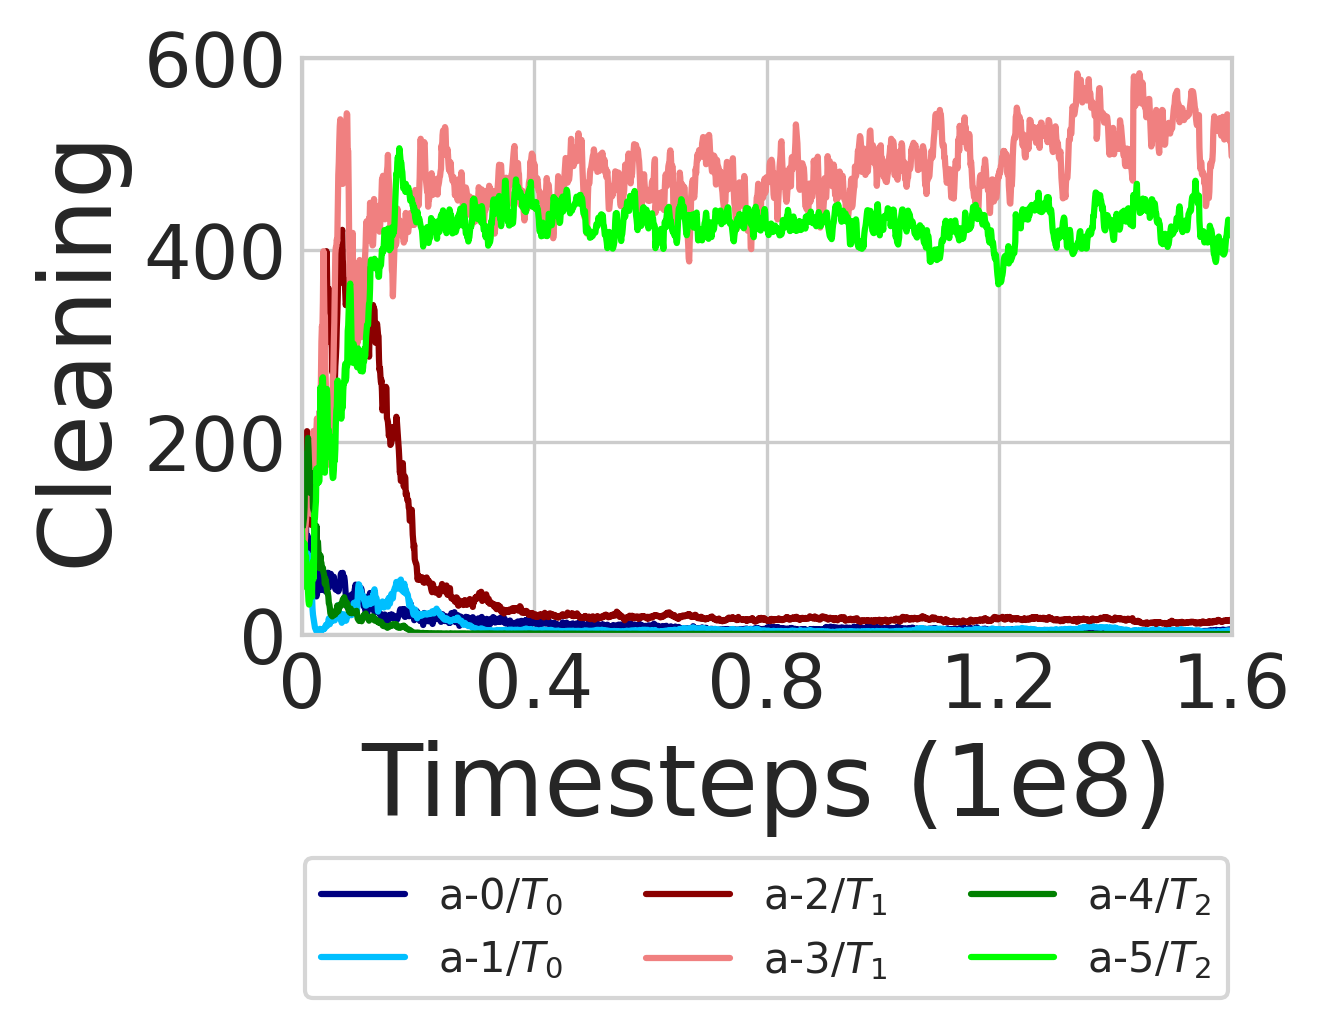 600
400
200
0
Cleaning
0 0.4 0.8 1.2 1.6
Timesteps (1e8)
a-0/T₀ a-2/T₁ a-4/T₂
a-1/T₀ a-3/T₁ a-5/T₂